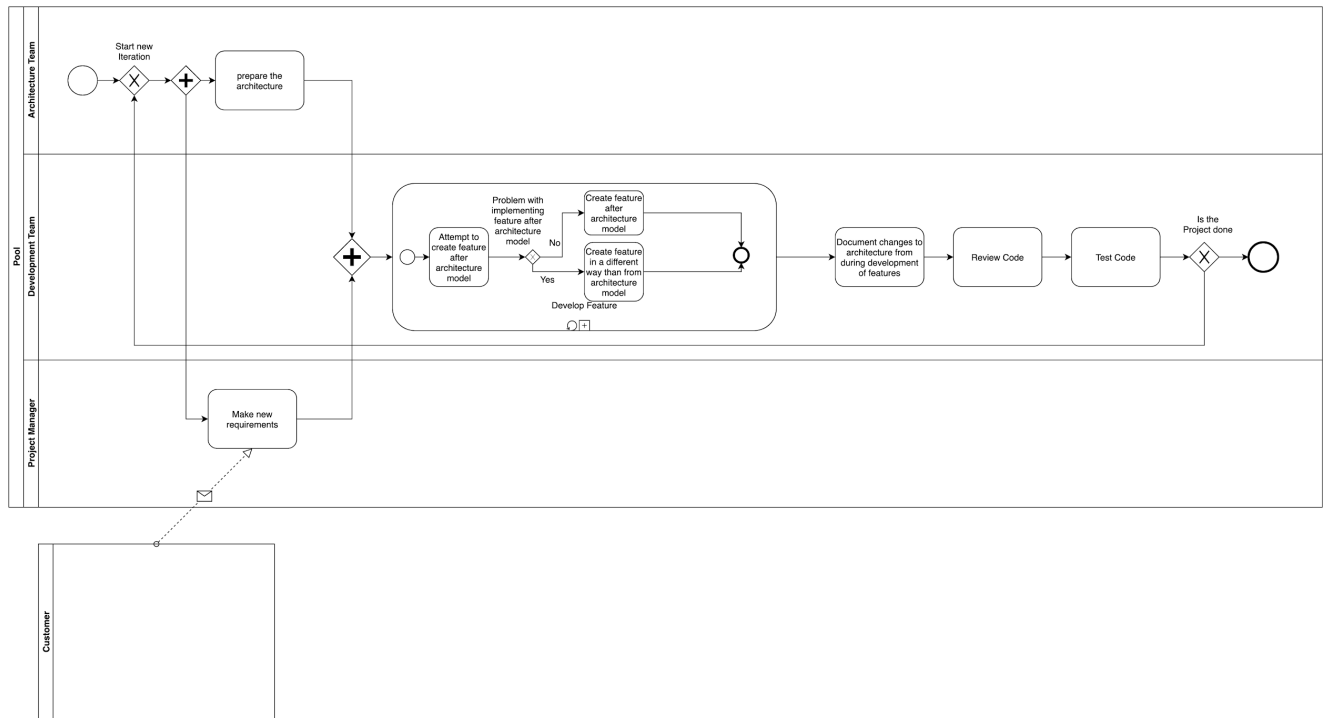 Pool
Architecture Team
Start new
Iteration
prepare the
architecture
Development Team
Attempt to
create feature
after
architecture
model
Problem with
implementing
feature after
architecture
model
No
Yes
Create feature
after
architecture
model
Create feature
in a different
way than from
architecture
model
Develop Feature
Document changes to
architecture from
during development
of features
Review Code
Test Code
Is the
Project done
Project Manager
Make new
requirements
Customer